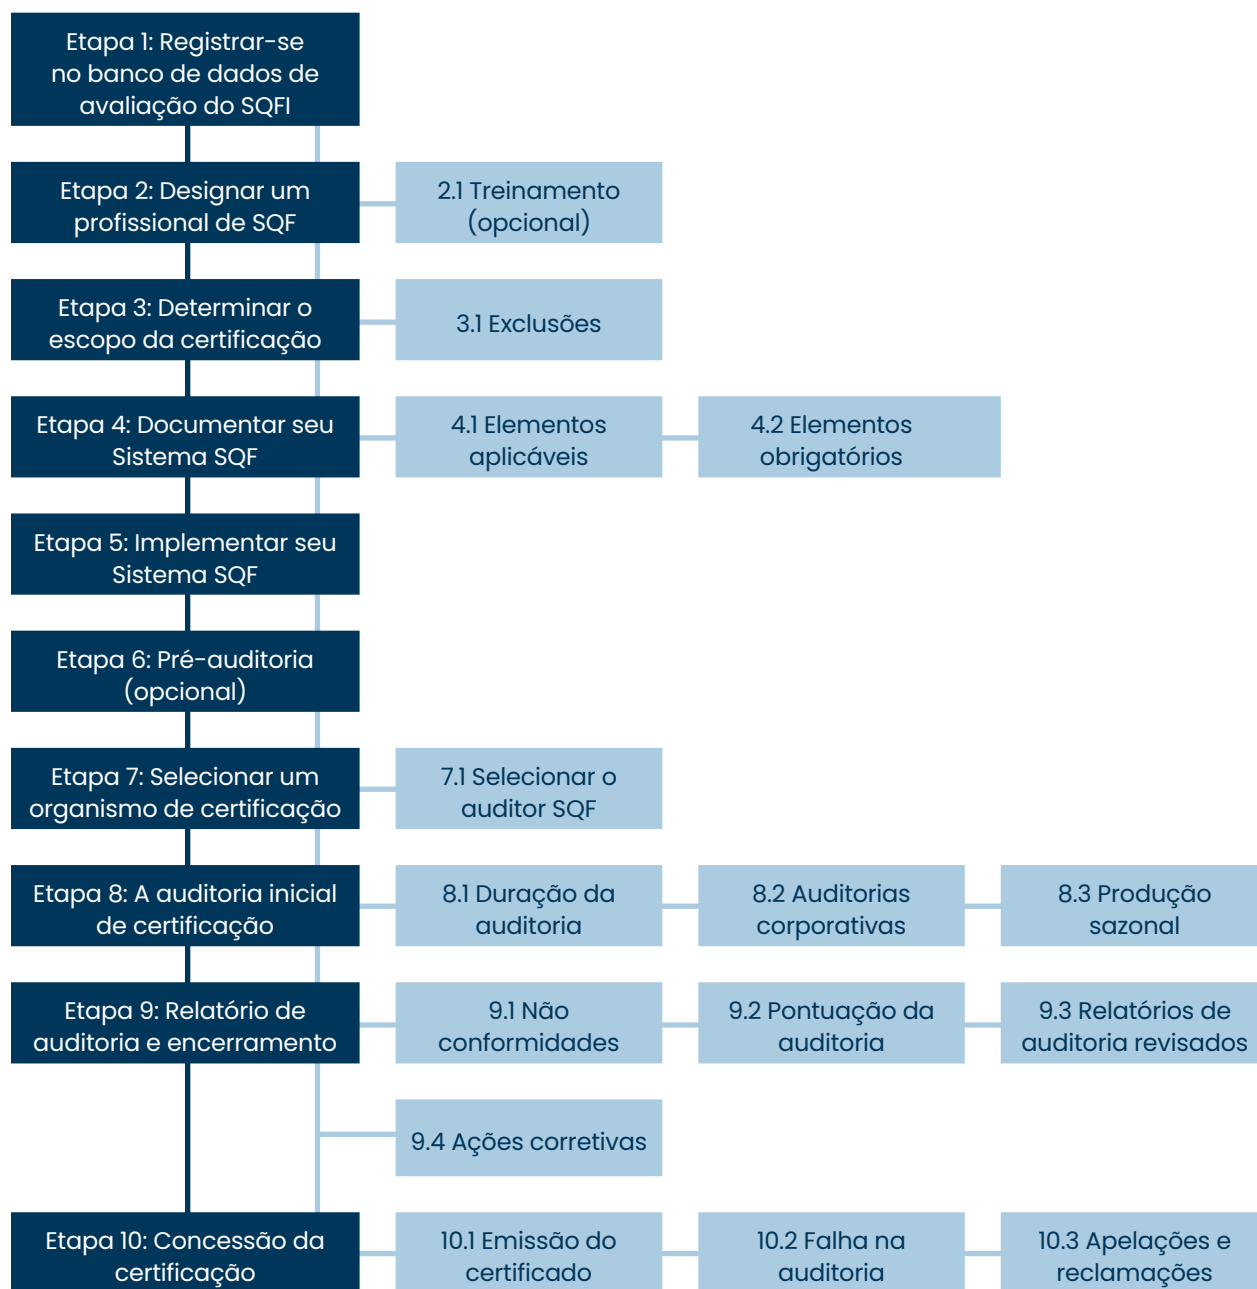 Etapa 1: Registrar-se
no banco de dados de
avaliação do SQFI
Etapa 2: Designar um
profissional de SQF
2.1 Treinamento
(opcional)
Etapa 3: Determinar o
escopo da certificação
3.1 Exclusões
Etapa 4: Documentar seu
Sistema SQF
4.1 Elementos
aplicáveis
4.2 Elementos
obrigatórios
Etapa 5: Implementar seu
Sistema SQF
Etapa 6: Pré-auditoria
(opcional)
Etapa 7: Selecionar um
organismo de certificação
7.1 Selecionar o
auditor SQF
Etapa 8: A auditoria inicial
de certificação
8.1 Duração da
auditoria
8.2 Auditorias
corporativas
8.3 Produção
sazonal
Etapa 9: Relatório de
auditoria e encerramento
9.1 Não
conformidades
9.2 Pontuação da
auditoria
9.3 Relatórios de
auditoria revisados
9.4 Ações corretivas
Etapa 10: Concessão da
certificação
10.1 Emissão do
certificado
10.2 Falha na
auditoria
10.3 Apelações e
reclamações